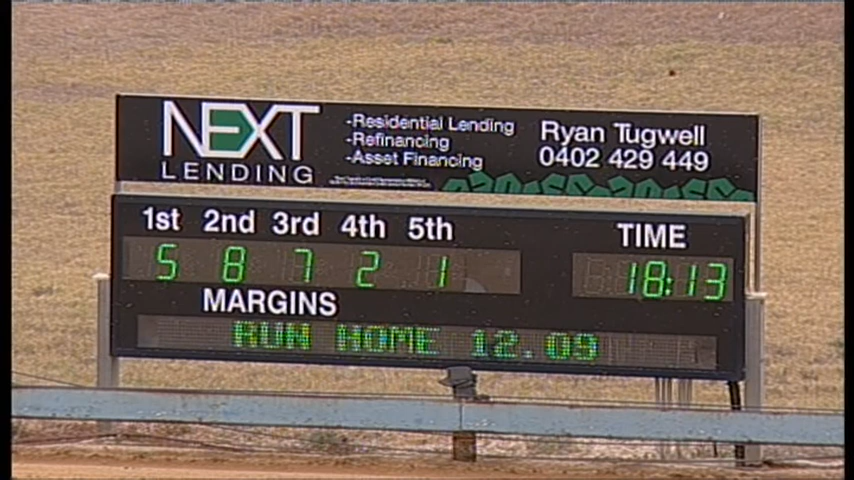 NEXT
LENDING
-Residential Lending
-Refinancing
-Asset Financing
Ryan Tugwell
0402 429 449
1st 2nd 3rd 4th 5th TIME
5 8 7 2 1 18:13
MARGINS
RUN HOME 12.09